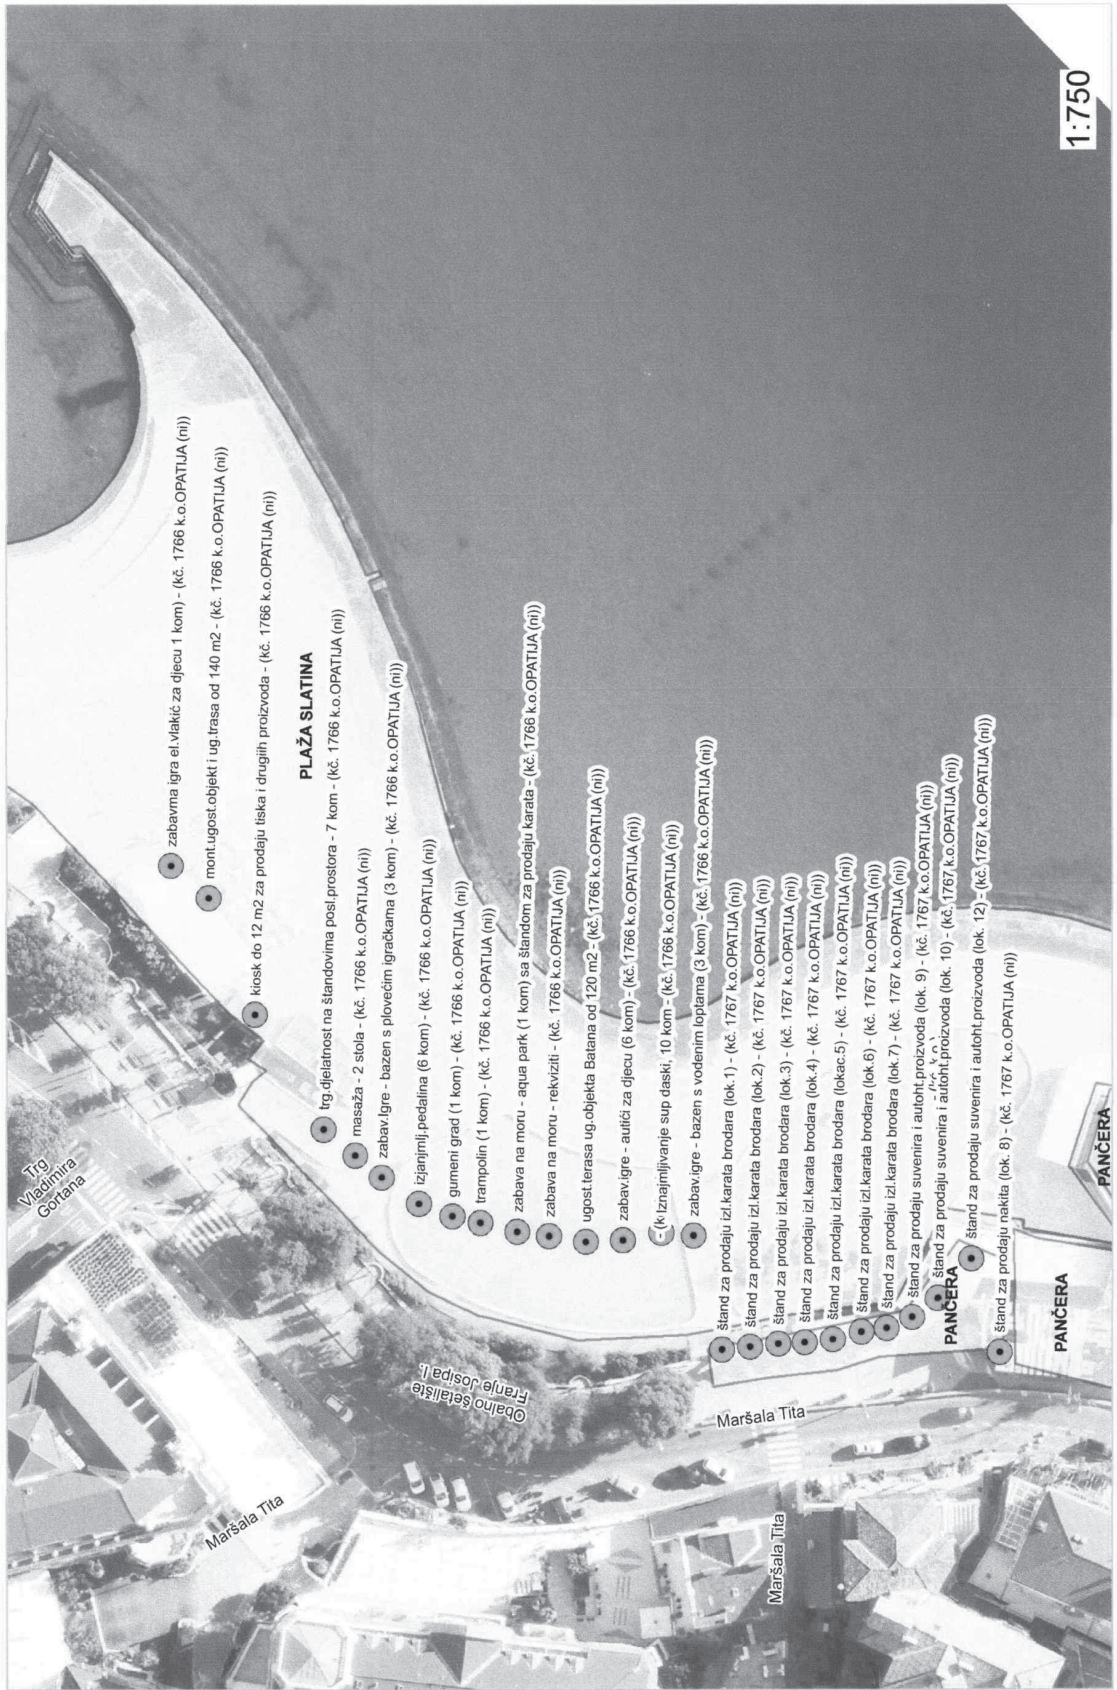 1:750
zabavma igra el.vlakić za djecu 1 kom) - (kč. 1766 k.o.OPATIJA (ni))
mont.ugost.objekt i ug.trasa od 140 m2 - (kč. 1766 k.o.OPATIJA (ni))
kiosk do 12 m2 za prodaju tiska i drugiih proizvoda - (kč. 1766 k.o.OPATIJA (ni))
PLAŽA SLATINA
trg.djelatnost na štandovima posl.prostora - 7 kom - (kč. 1766 k.o.OPATIJA (ni))
masaža - 2 stola - (kč. 1766 k.o.OPATIJA (ni))
zabav.Igre - bazen s plovećim igračkama (3 kom) - (kč. 1766 k.o.OPATIJA (ni))
izjanjmlj.pedalina (6 kom) - (kč. 1766 k.o.OPATIJA (ni))
gumeni grad (1 kom) - (kč. 1766 k.o.OPATIJA (ni))
trampolin (1 kom) - (kč. 1766 k.o.OPATIJA (ni))
zabava na moru - aqua park (1 kom) sa štandom za prodaju karata - (kč. 1766 k.o.OPATIJA (ni))
zabava na moru - rekviziti - (kč. 1766 k.o.OPATIJA (ni))
ugost.terasa ug.objekta Batana od 120 m2 - (kč. 1766 k.o.OPATIJA (ni))
zabav.igre - autići za djecu (6 kom) - (kč. 1766 k.o.OPATIJA (ni))
Iznajmljivanje sup daski, 10 kom - (kč. 1766 k.o.OPATIJA (ni))
zabav.igre - bazen s vodenim loptama (3 kom) - (kč. 1766 k.o.OPATIJA (ni))
štand za prodaju izl.karata brodara (lok.1) - (kč. 1767 k.o.OPATIJA (ni))
štand za prodaju izl.karata brodara (lok.2) - (kč. 1767 k.o.OPATIJA (ni))
štand za prodaju izl.karata brodara (lok.3) - (kč. 1767 k.o.OPATIJA (ni))
štand za prodaju izl.karata brodara (lok.4) - (kč. 1767 k.o.OPATIJA (ni))
štand za prodaju izl.karata brodara (lokac.5) - (kč. 1767 k.o.OPATIJA (ni))
štand za prodaju izl.karata brodara (lok.6) - (kč. 1767 k.o.OPATIJA (ni))
štand za prodaju izl.karata brodara (lok.7) - (kč. 1767 k.o.OPATIJA (ni))
štand za prodaju suvenira i autoht.proizvoda (lok. 9) - (kč. 1767 k.o.OPATIJA (ni))
štand za prodaju suvenira i autoht.proizvoda (lok. 10) - (kč. 1767 k.o.OPATIJA (ni))
štand za prodaju suvenira i autoht.proizvoda (lok. 12) - (kč. 1767 k.o.OPATIJA (ni))
štand za prodaju nakita (lok. 8) - (kč. 1767 k.o.OPATIJA (ni))
PANČERA
PANČERA
PANČERA
Trg
Vladimira
Gortana
Obalno šetalište
Franje Josipa I.
Maršala Tita
Maršala Tita
Maršala Tita